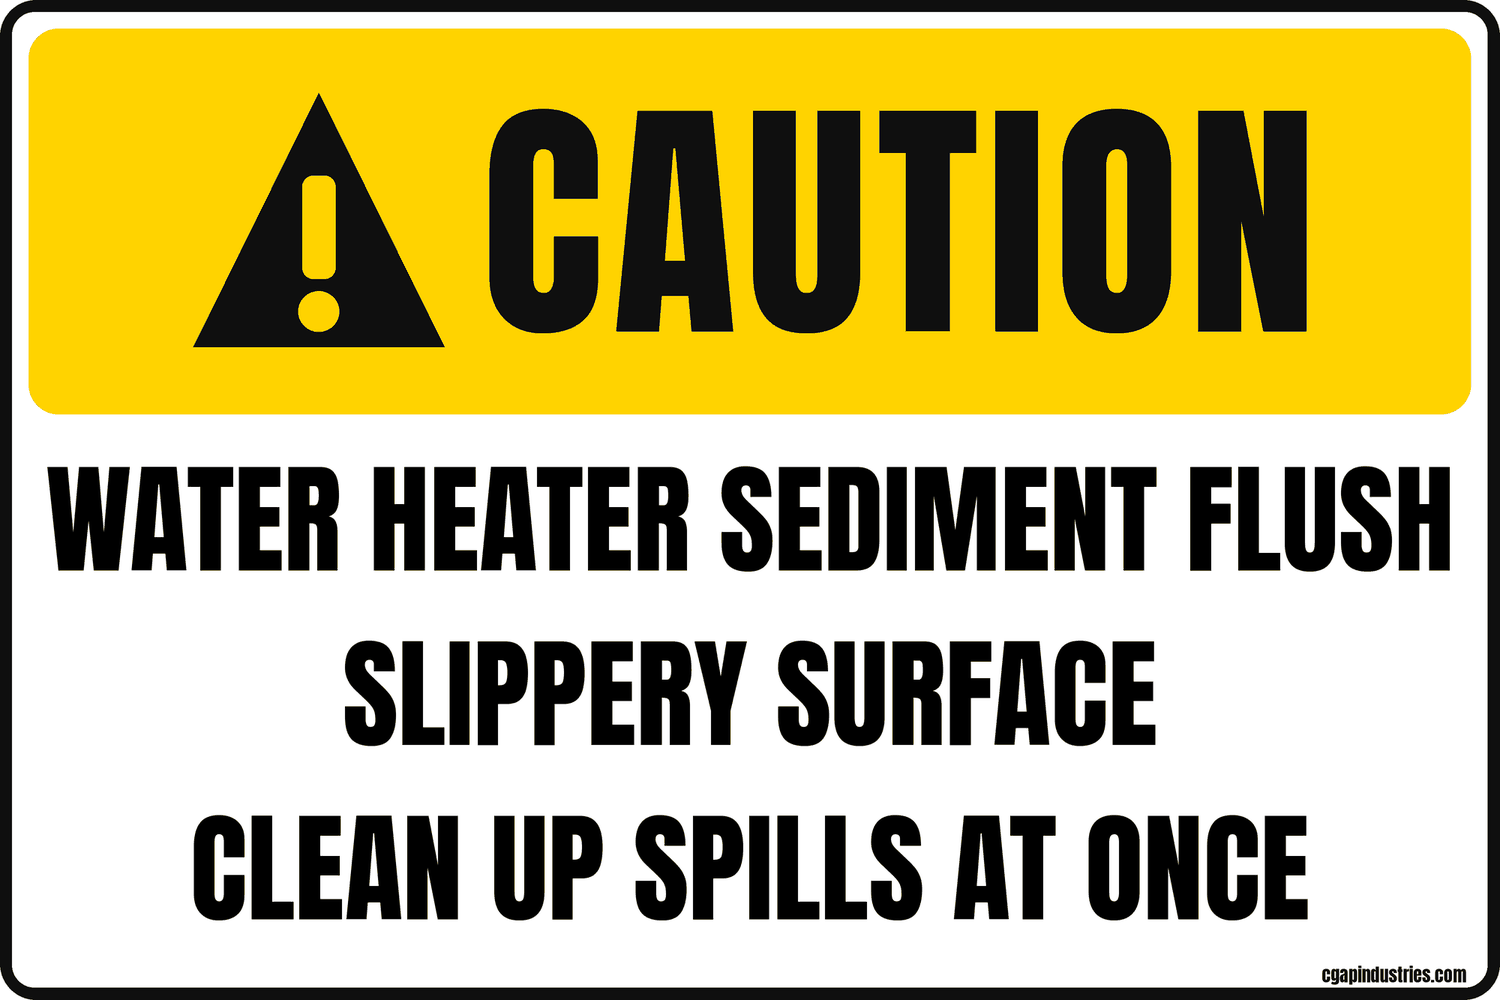 CAUTION
WATER HEATER SEDIMENT FLUSH
SLIPPERY SURFACE
CLEAN UP SPILLS AT ONCE
cgapindustries.com